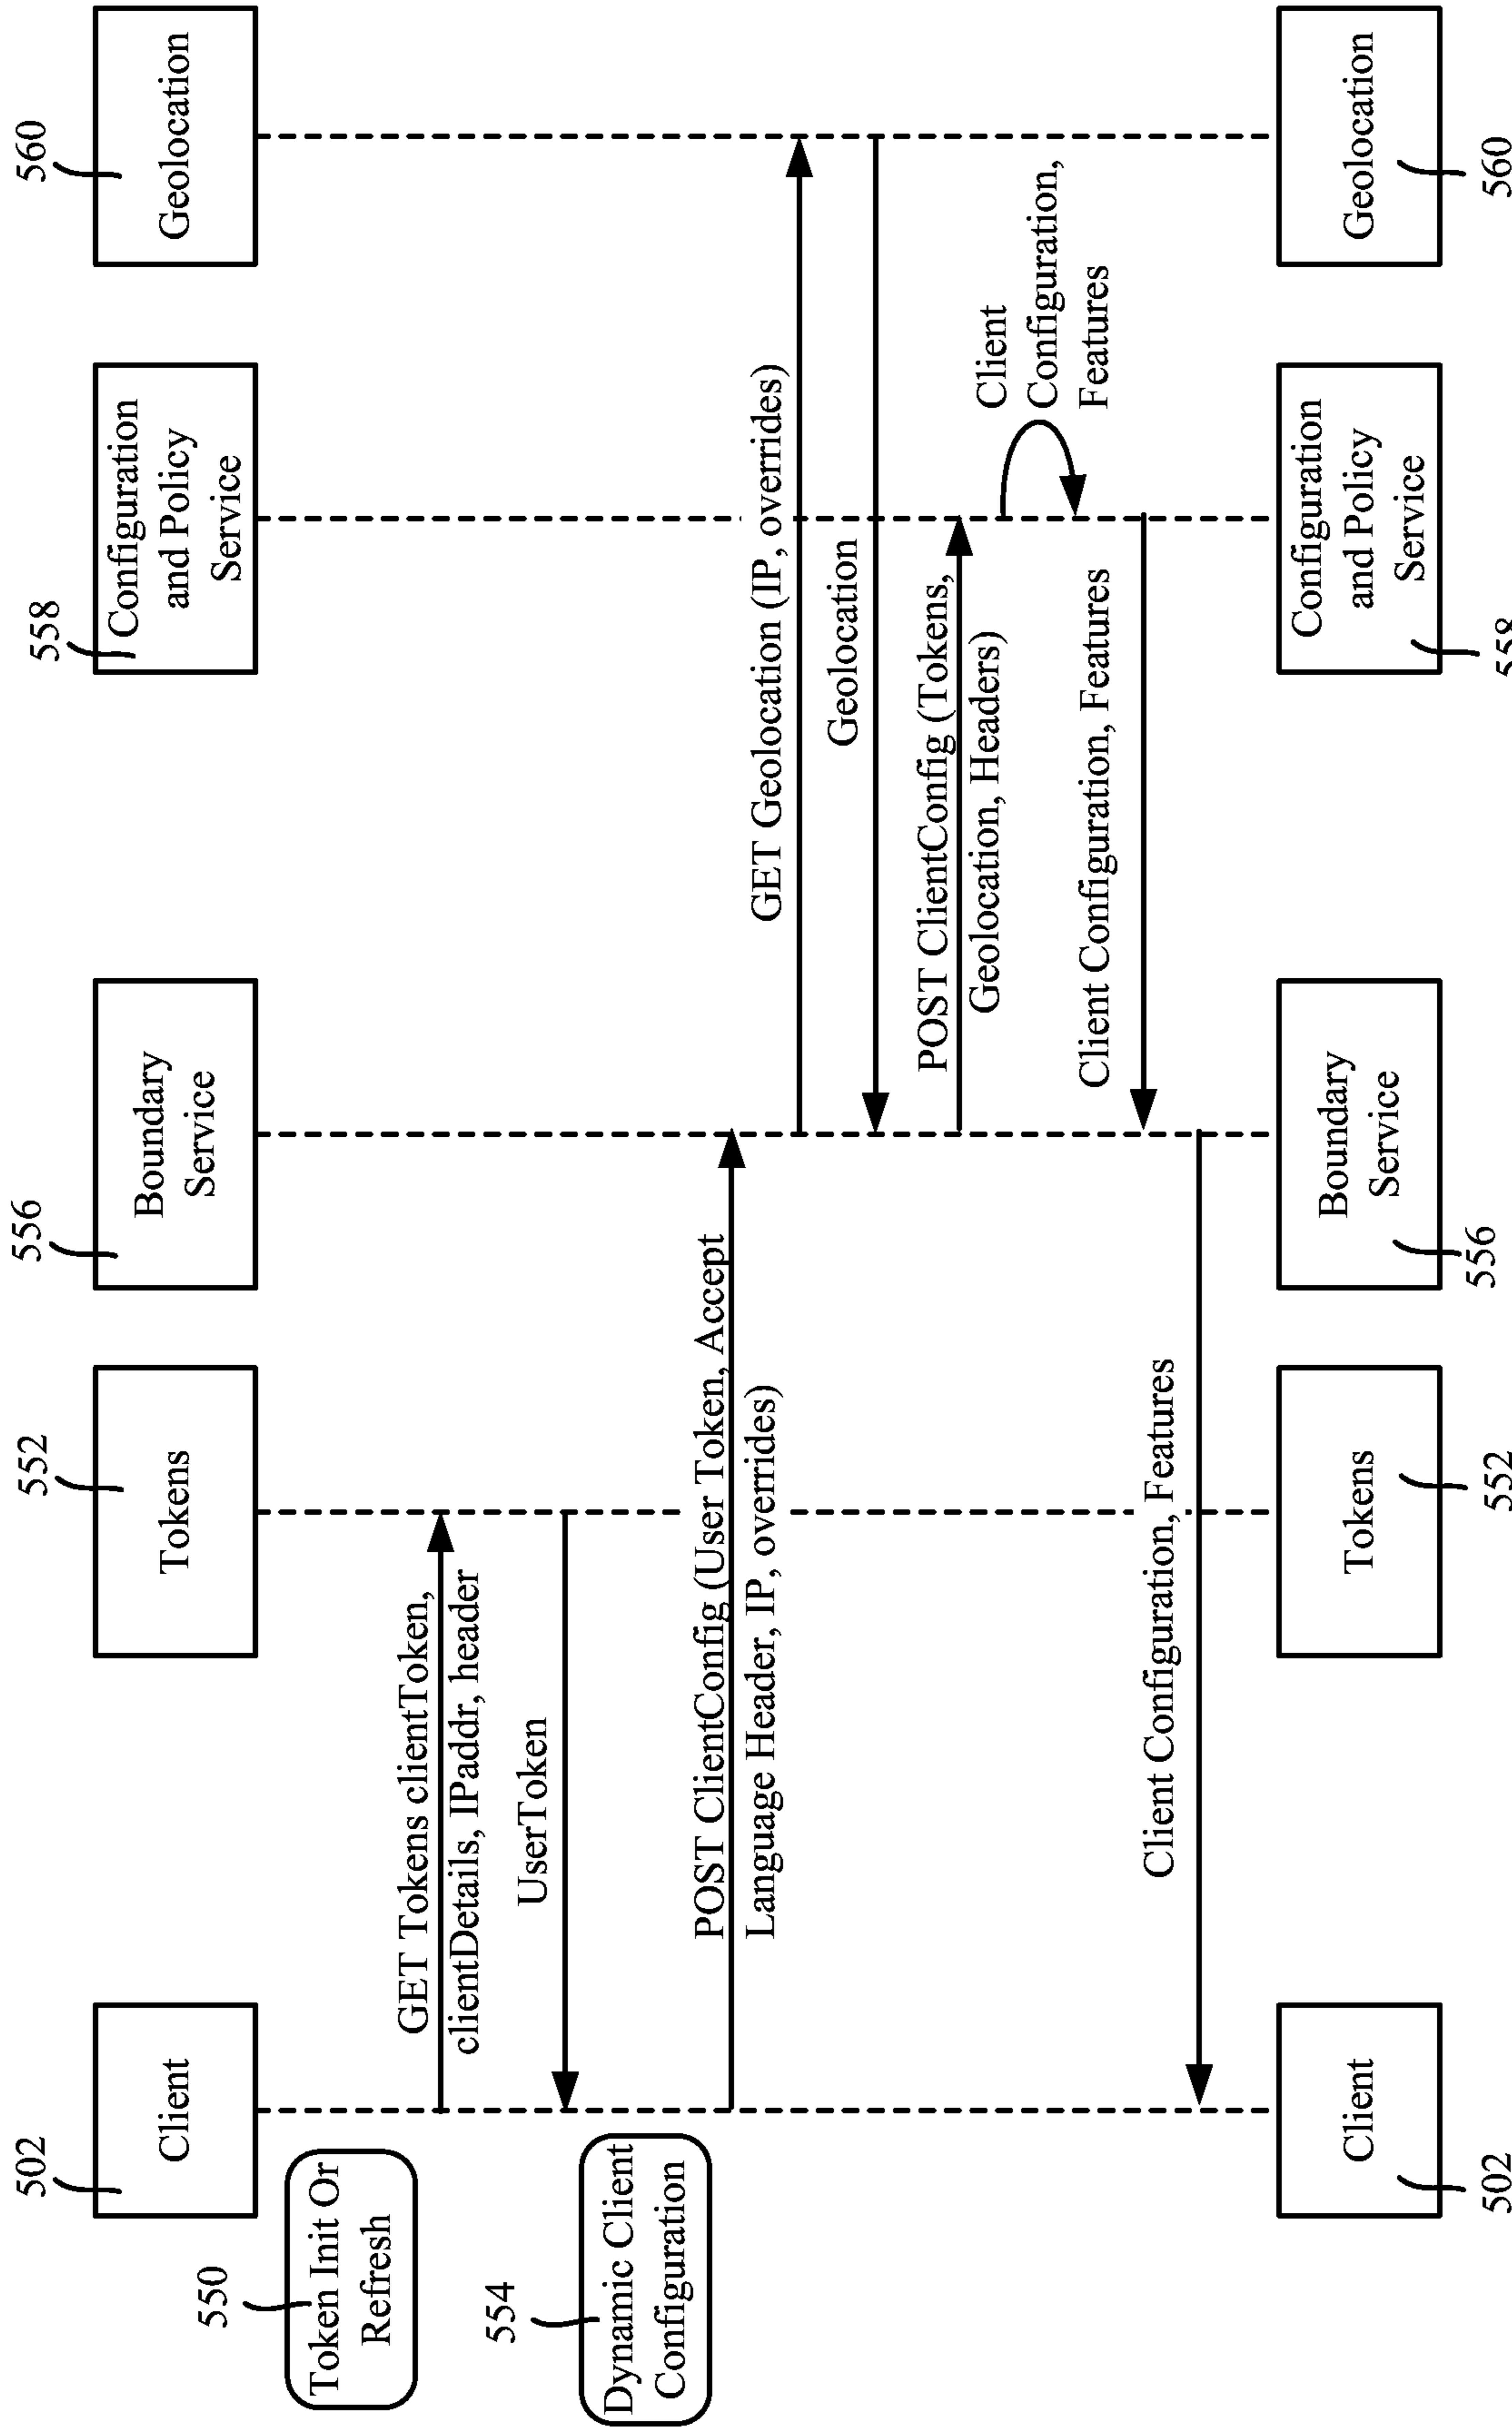 502
Client
552
Tokens
556
Boundary
Service
558
Configuration
and Policy
Service
560
Geolocation
550
Token Init Or
Refresh
GET Tokens clientToken,
clientDetails, IPaddr, header
UserToken
554
Dynamic Client
Configuration
POST ClientConfig (User Token, Accept
Language Header, IP, overrides)
GET Geolocation (IP, overrides)
Geolocation
POST ClientConfig (Tokens,
Geolocation, Headers)
Client
Configuration,
Features
Client Configuration, Features
Client Configuration, Features
Client
502
Tokens
552
Boundary
Service
556
Configuration
and Policy
Service
558
Geolocation
560